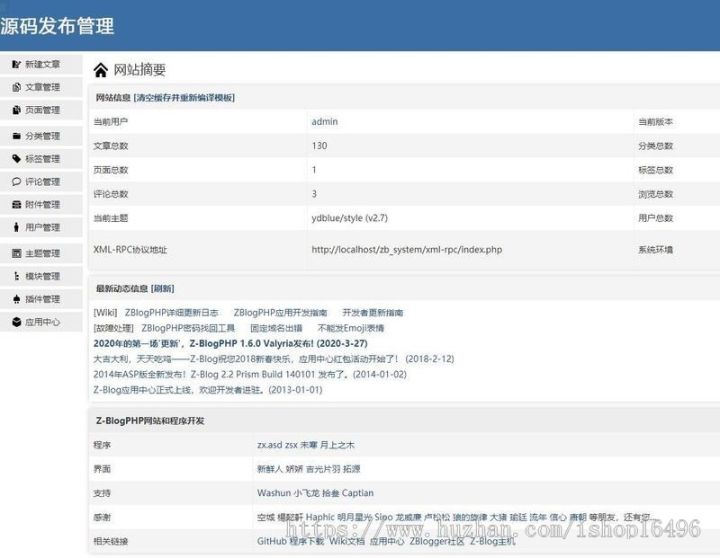 源码发布管理
新建文章
文章管理
页面管理
分类管理
标签管理
评论管理
附件管理
用户管理
主题管理
模块管理
插件管理
应用中心
网站摘要
网站信息 [清空缓存并重新编译模板]
当前用户 admin 当前版本
文章总数 130 分类总数
页面总数 1 标签总数
评论总数 3 浏览总数
当前主题 ydblue/style (v2.7) 用户总数
XML-RPC协议地址 http://localhost/zb_system/xml-rpc/index.php 系统环境
最新动态信息 [刷新]
[Wiki] ZBlogPHP详细更新日志 ZBlogPHP应用开发指南 开发者更新指南
[故障处理] ZBlogPHP密码找回工具 固定域名出错 不能发Emoji表情
2020年的第一场'更新', Z-BlogPHP 1.6.0 Valyria发布! (2020-3-27)
大吉大利，天天吃鸡——Z-Blog祝您2018新春快乐，应用中心红包活动开始了! (2018-2-12)
2014年ASP版全新发布! Z-Blog 2.2 Prism Build 140101 发布了。(2014-01-02)
Z-Blog应用中心正式上线，欢迎开发者进驻。(2013-01-01)
Z-BlogPHP网站和程序开发
程序 zx.asd zsx 未寒 月上之木
界面 新鲜人 娇娇 吉光片羽 拓源
支持 Washun 小飞龙 拾叁 Captian
感谢 空城 Haphic 明月星光 Sipo 龙威廉 卢松松 狼的旋律 大猪 流年 信心 唐朝 等朋友，还有您...
相关链接 GitHub 程序下载 Wiki文档 应用中心 ZBlogger社区 Z-Blog主机
https://www.huzhan.com/ishop16496